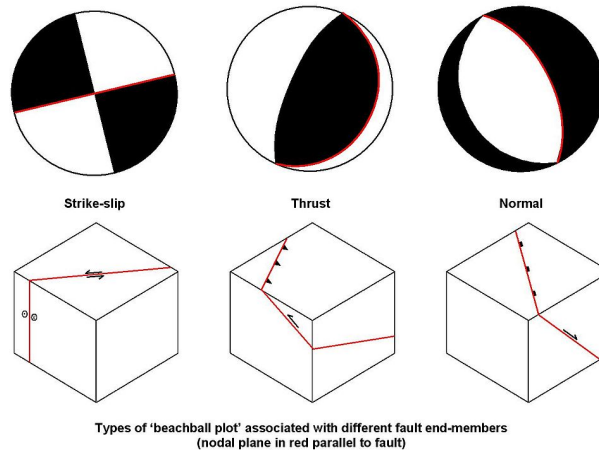 Strike-slip
Thrust
Normal
Types of ‘beachball plot’ associated with different fault end-members
(nodal plane in red parallel to fault)